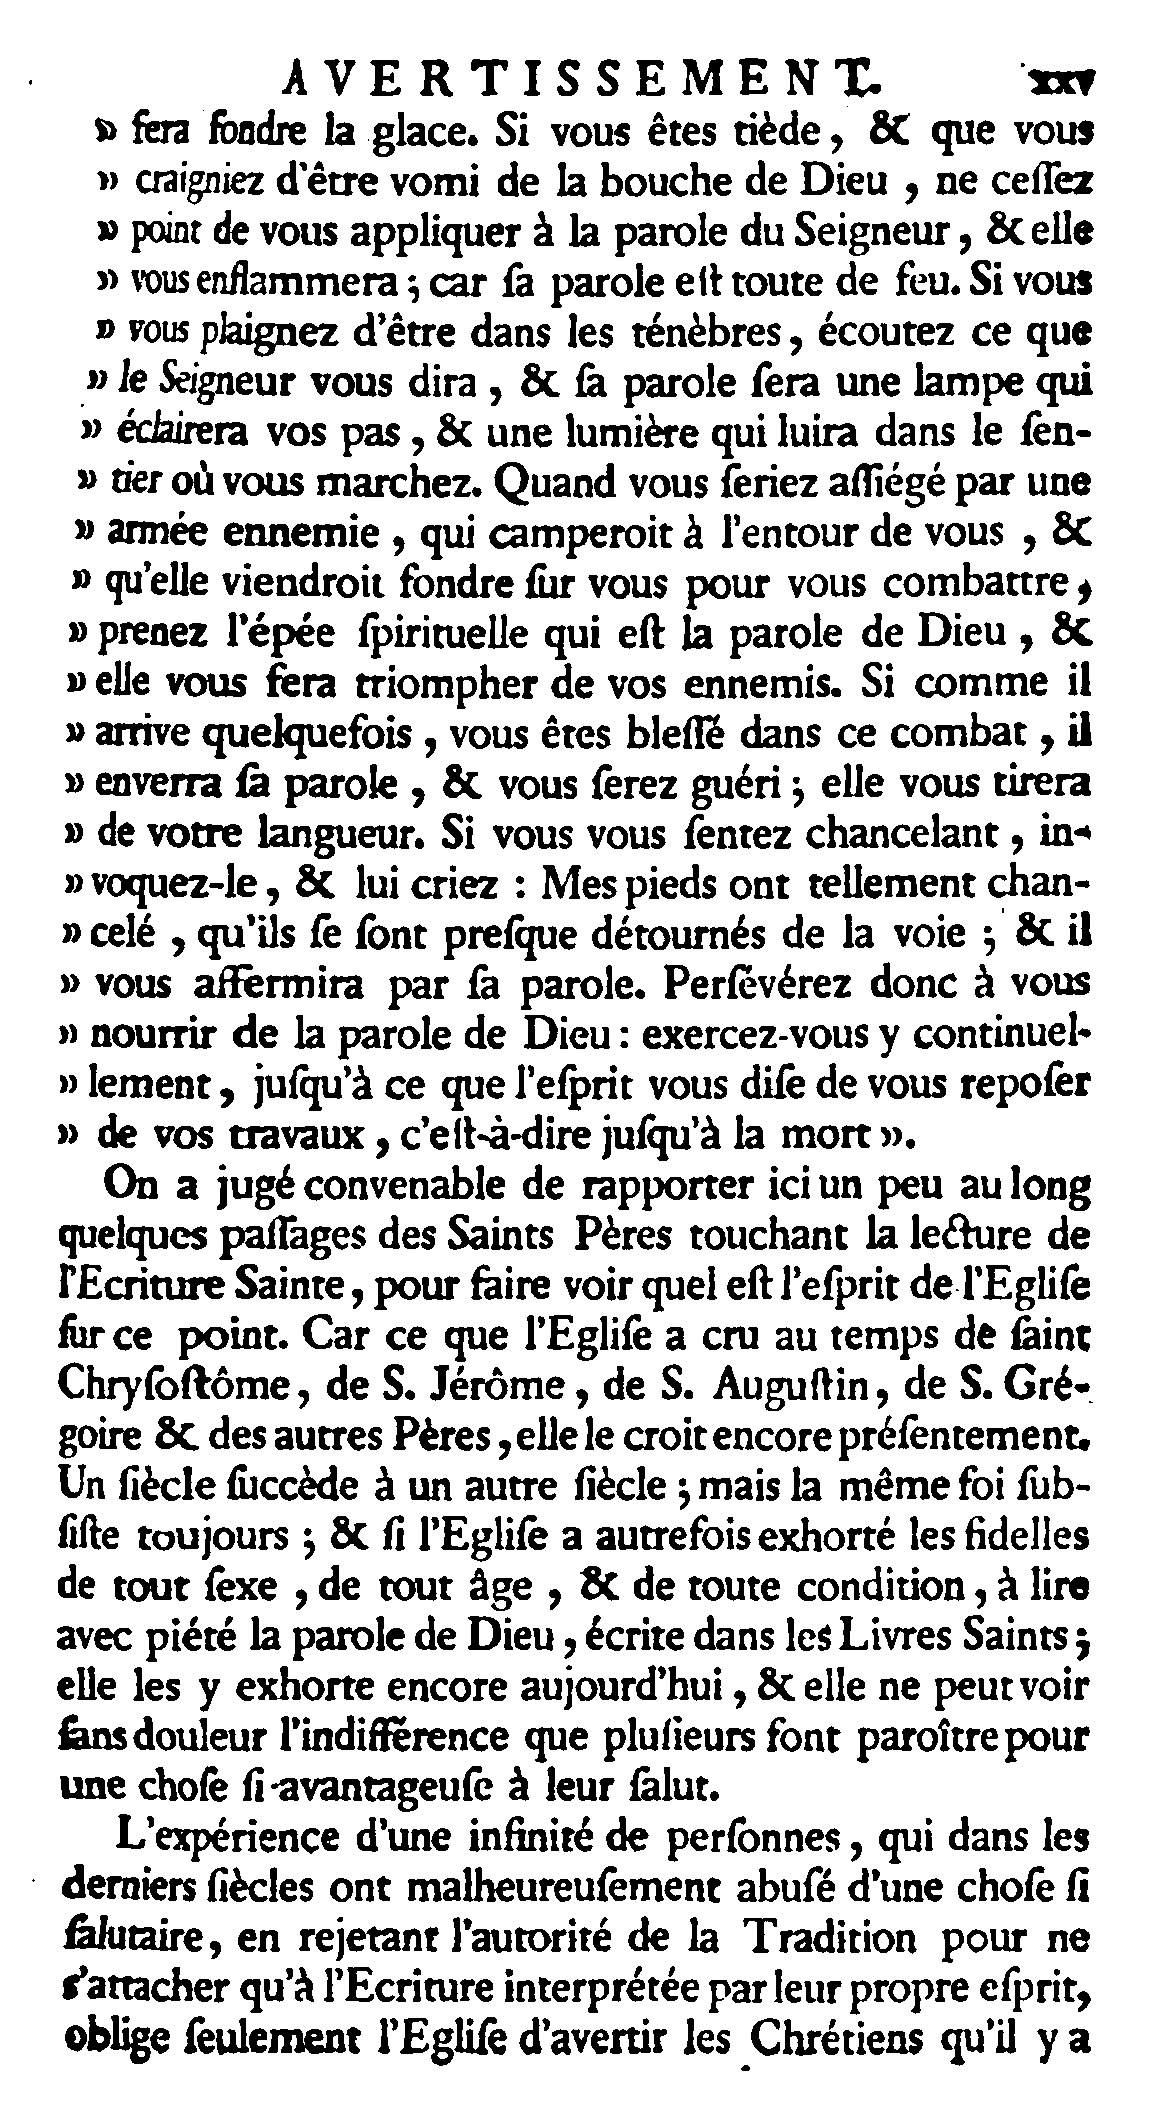 AVERTISSEMENT. xxv
» fera fondre la glace. Si vous êtes tiède, & que vous
» craigniez d'être vomi de la bouche de Dieu, ne ceſſez
» point de vous appliquer à la parole du Seigneur, & elle
» vous enflammera; car ſa parole eſt toute de feu. Si vous
» vous plaignez d'être dans les ténèbres, écoutez ce que
» le Seigneur vous dira, & ſa parole ſera une lampe qui
» éclairera vos pas, & une lumière qui luira dans le ſen-
» tier où vous marchez. Quand vous ſeriez aſſiégé par une
» armée ennemie, qui camperoit à l'entour de vous, &
» qu'elle viendroit fondre ſur vous pour vous combattre,
» prenez l'épée ſpirituelle qui eſt la parole de Dieu, &
» elle vous fera triompher de vos ennemis. Si comme il
» arrive quelquefois, vous êtes bleſſé dans ce combat, il
» enverra ſa parole, & vous ſerez guéri; elle vous tirera
» de votre langueur. Si vous vous ſentez chancelant, in-
» voquez-le, & lui criez : Mes pieds ont tellement chan-
» celé, qu'ils ſe ſont preſque détournés de la voie; & il
» vous affermira par ſa parole. Perſévérez donc à vous
» nourrir de la parole de Dieu : exercez-vous y continuel-
» lement, juſqu'à ce que l'eſprit vous diſe de vous repoſer
» de vos travaux, c'eſt-à-dire juſqu'à la mort ».
On a jugé convenable de rapporter ici un peu au long
quelques paſſages des Saints Pères touchant la lecture de
l'Ecriture Sainte, pour faire voir quel eſt l'eſprit de l'Egliſe
ſur ce point. Car ce que l'Egliſe a cru au temps de ſaint
Chryſoſtôme, de S. Jérôme, de S. Auguſtin, de S. Gré-
goire & des autres Pères, elle le croit encore préſentement.
Un ſiècle ſuccède à un autre ſiècle; mais la même foi ſub-
ſiſte toujours; & ſi l'Egliſe a autrefois exhorté les fidelles
de tout ſexe, de tout âge, & de toute condition, à lire
avec piété la parole de Dieu, écrite dans les Livres Saints;
elle les y exhorte encore aujourd'hui, & elle ne peut voir
ſans douleur l'indifférence que pluſieurs font paroître pour
une choſe ſi avantageuſe à leur ſalut.
L'expérience d'une infinité de perſonnes, qui dans les
derniers ſiècles ont malheureuſement abuſé d'une choſe ſi
ſalutaire, en rejetant l'autorité de la Tradition pour ne
s'attacher qu'à l'Ecriture interprétée par leur propre eſprit,
oblige ſeulement l'Egliſe d'avertir les Chrétiens qu'il y a